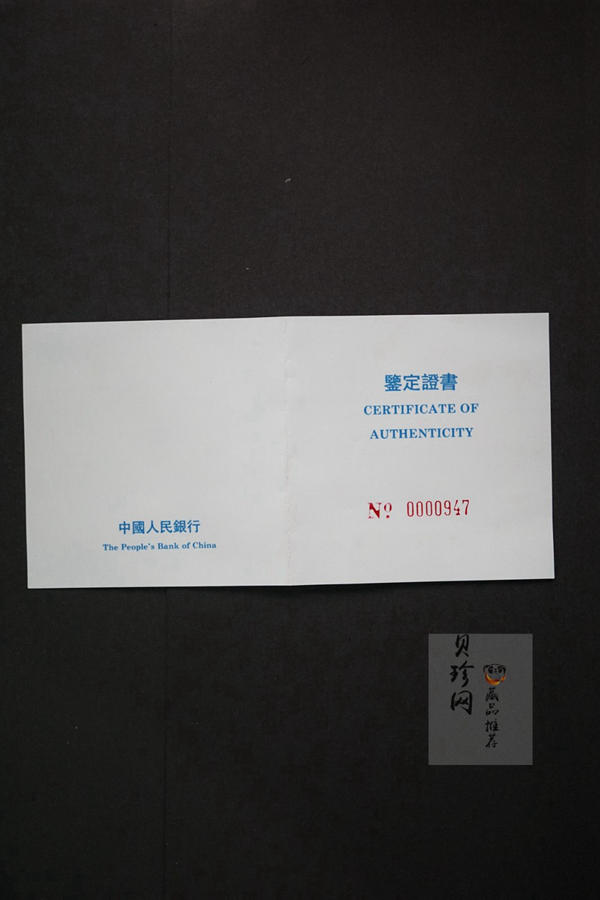 中國人民銀行
The People's Bank of China
鑒定證書
CERTIFICATE OF
AUTHENTICITY
Nº 0000947
贝珍网
藏品推荐